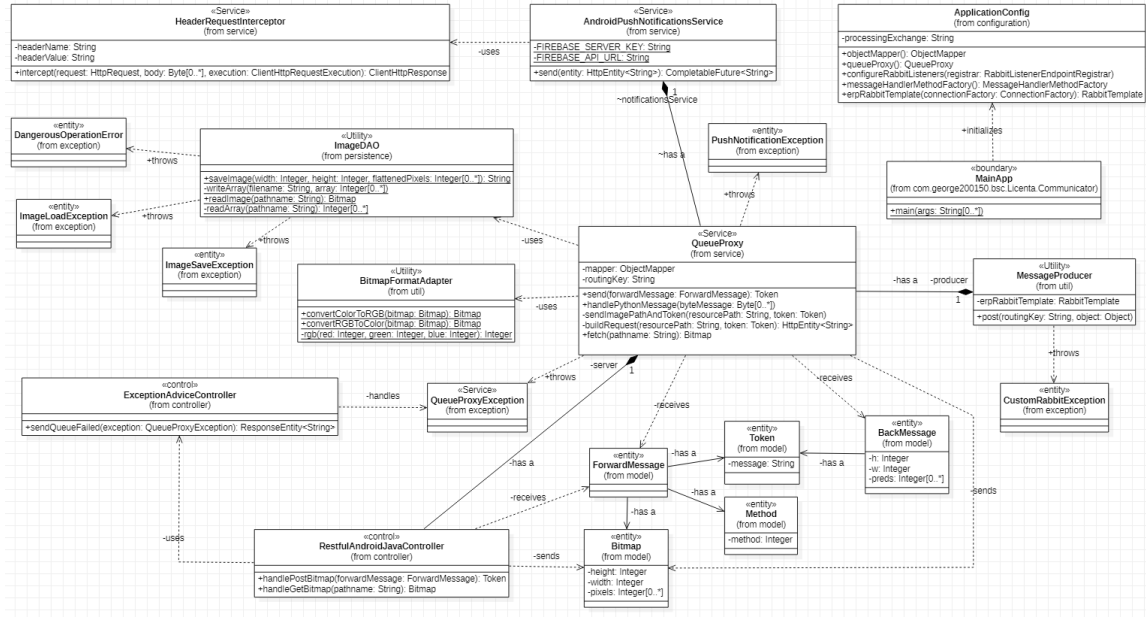 «Service»
HeaderRequestInterceptor
(from service)
-headerName: String
-headerValue: String
+intercept(request: HttpRequest, body: Byte[0..*], execution: ClientHttpRequestExecution): ClientHttpResponse
-uses
«Service»
AndroidPushNotificationsService
(from service)
-FIREBASE_SERVER_KEY: String
-FIREBASE_API_URL: String
+send(entity: HttpEntity<String>): CompletableFuture<String>
1
~notificationsService
~has a
ApplicationConfig
(from configuration)
-processingExchange: String
+objectMapper(): ObjectMapper
+queueProxy(): QueueProxy
+configureRabbitListeners(registrar: RabbitListenerEndpointRegistrar)
+messageHandlerMethodFactory(): MessageHandlerMethodFactory
+erpRabbitTemplate(connectionFactory: ConnectionFactory): RabbitTemplate
+initializes
«boundary»
MainApp
(from com.george200150.bsc.Licenta.Communicator)
+main(args: String[0..*])
«entity»
DangerousOperationError
(from exception)
+throws
«Utility»
ImageDAO
(from persistence)
+saveImage(width: Integer, height: Integer, flattenedPixels: Integer[0..*]): String
-writeArray(filename: String, array: Integer[0..*])
+readImage(pathname: String): Bitmap
-readArray(pathname: String): Integer[0..*]
«entity»
PushNotificationException
(from exception)
+throws
«entity»
ImageLoadException
(from exception)
+throws
«entity»
ImageSaveException
(from exception)
+throws
-uses
«Service»
QueueProxy
(from service)
-mapper: ObjectMapper
-routingKey: String
+send(forwardMessage: ForwardMessage): Token
+handlePythonMessage(byteMessage: Byte[0..*])
-sendImagePathAndToken(resourcePath: String, token: Token)
-buildRequest(resourcePath: String, token: Token): HttpEntity<String>
+fetch(pathname: String): Bitmap
-has a
-producer
1
«Utility»
MessageProducer
(from util)
-erpRabbitTemplate: RabbitTemplate
+post(routingKey: String, object: Object)
+throws
«entity»
CustomRabbitException
(from exception)
«Utility»
BitmapFormatAdapter
(from util)
+convertColorToRGB(bitmap: Bitmap): Bitmap
+convertRGBToColor(bitmap: Bitmap): Bitmap
-rgb(red: Integer, green: Integer, blue: Integer): Integer
-uses
-server
1
+throws
-receives
-receives
«control»
ExceptionAdviceController
(from controller)
+sendQueueFailed(exception: QueueProxyException): ResponseEntity<String>
-handles
«Service»
QueueProxyException
(from exception)
«entity»
Token
(from model)
-message: String
«entity»
BackMessage
(from model)
-h: Integer
-w: Integer
-preds: Integer[0..*]
-has a
-has a
«entity»
ForwardMessage
(from model)
-has a
-has a
-has a
-receives
-sends
«entity»
Method
(from model)
-method: Integer
-uses
«control»
RestfulAndroidJavaController
(from controller)
+handlePostBitmap(forwardMessage: ForwardMessage): Token
+handleGetBitmap(pathname: String): Bitmap
-sends
«entity»
Bitmap
(from model)
-height: Integer
-width: Integer
-pixels: Integer[0..*]